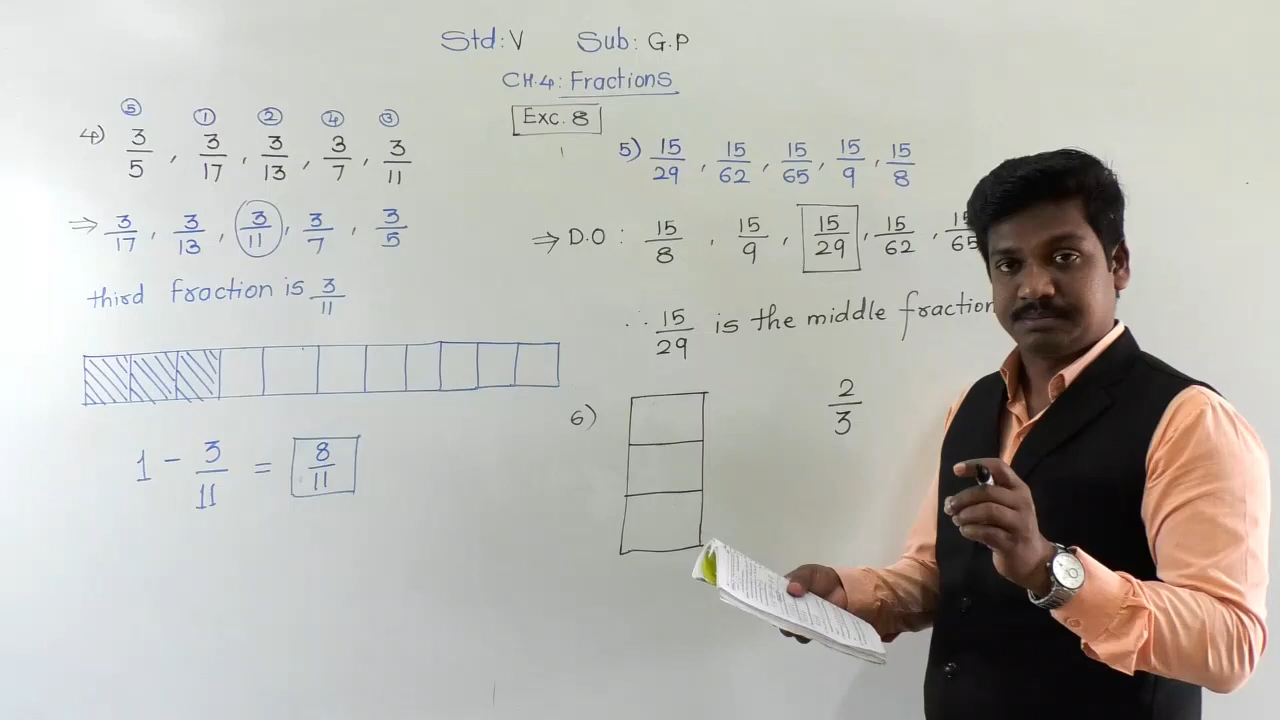 Std: V Sub: G.P
CH.4: Fractions
Exc. 8
⑤ ① ② ④ ③
4) 3/5 , 3/17 , 3/13 , 3/7 , 3/11
⇒ 3/17 , 3/13 , 3/11 , 3/7 , 3/5
third fraction is 3/11
1 - 3/11 = 8/11
5) 15/29 , 15/62 , 15/65 , 15/9 , 15/8
⇒ D.O : 15/8 , 15/9 , 15/29 , 15/62 , 15/65
∴ 15/29 is the middle fraction
6) 2/3